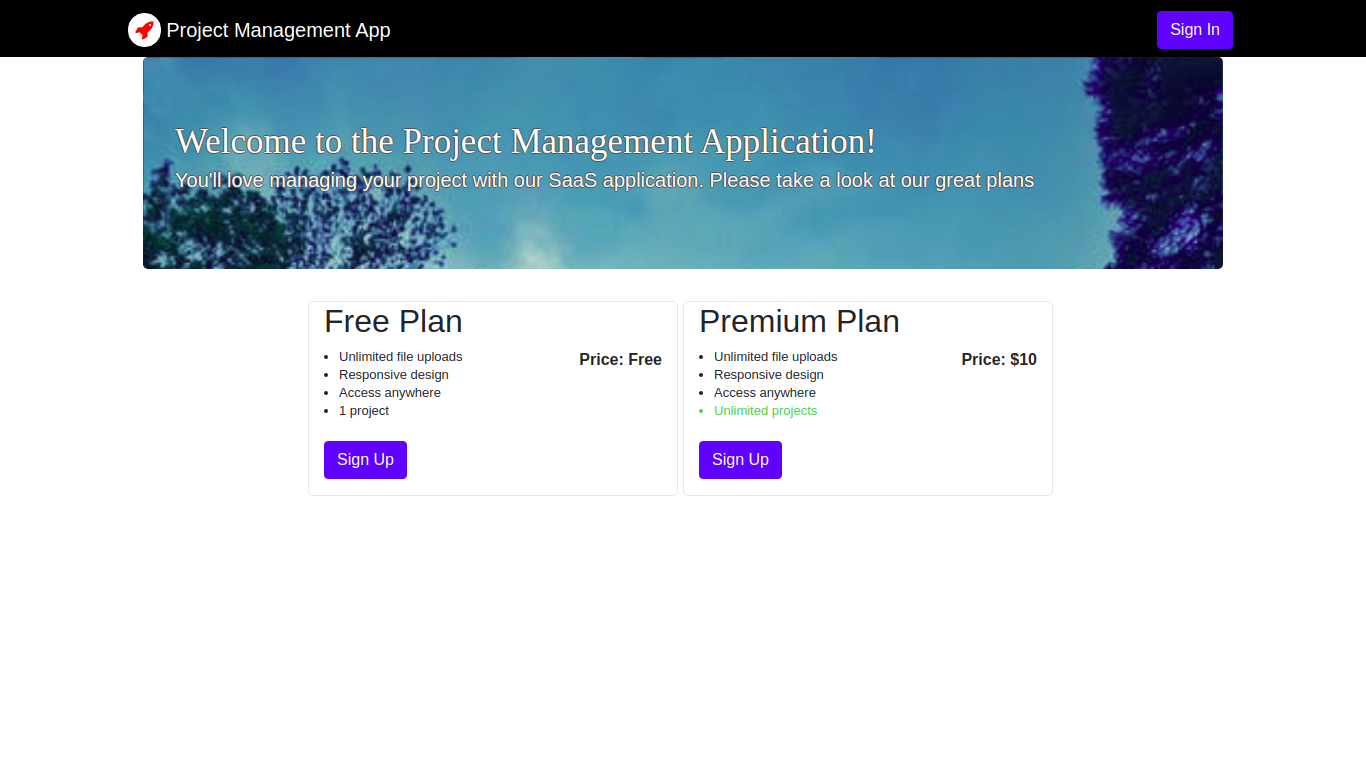 Project Management App
Sign In
Welcome to the Project Management Application!
You'll love managing your project with our SaaS application. Please take a look at our great plans
Free Plan
Unlimited file uploads
Responsive design
Access anywhere
1 project
Price: Free
Sign Up
Premium Plan
Unlimited file uploads
Responsive design
Access anywhere
Unlimited projects
Price: $10
Sign Up